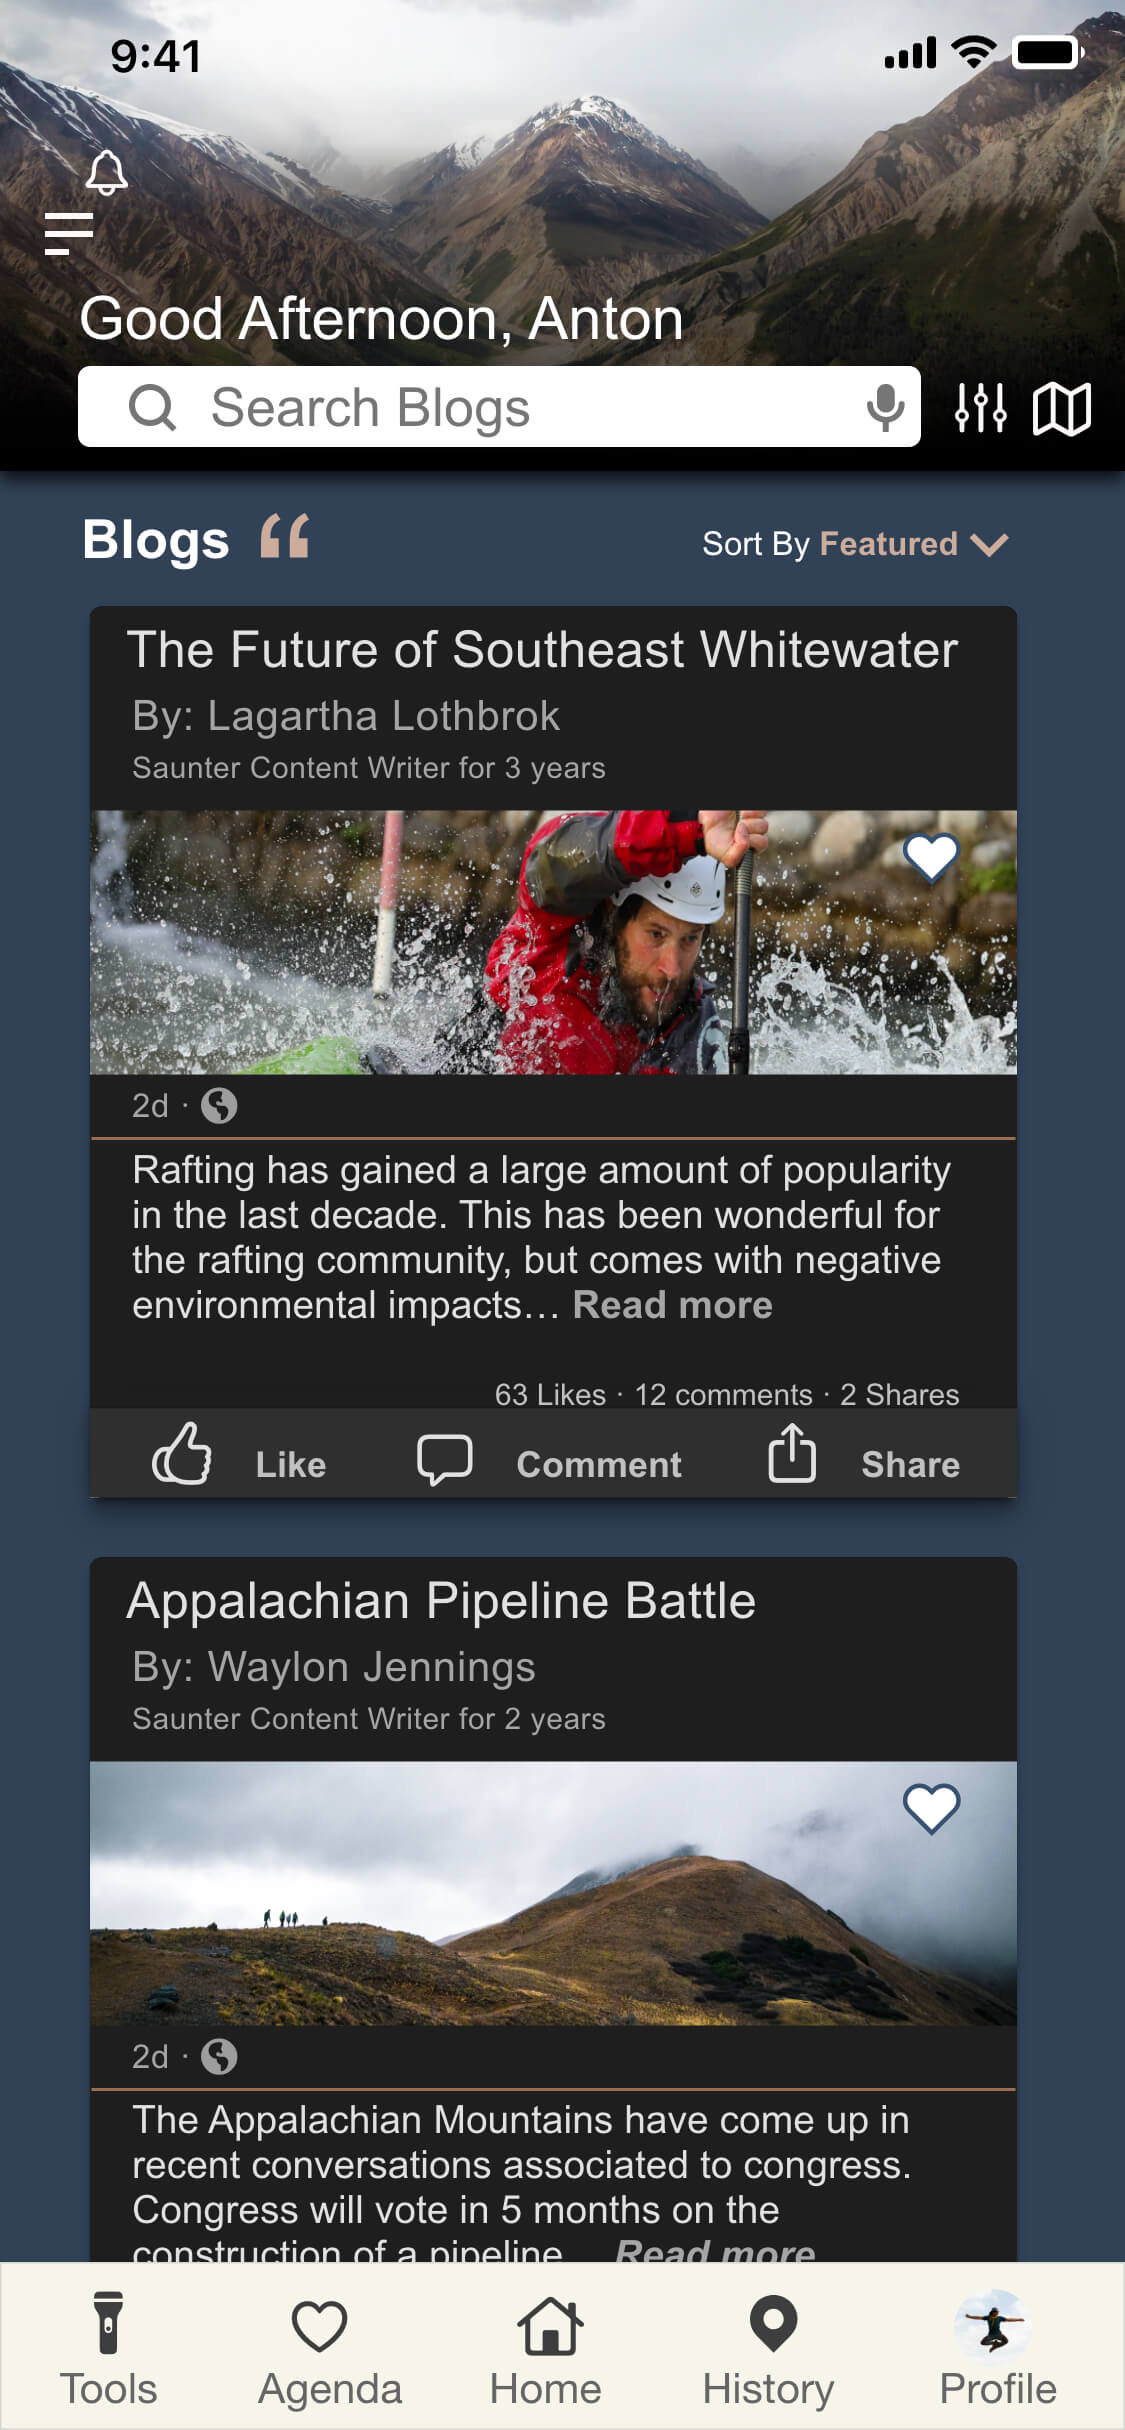 9:41
Good Afternoon, Anton
Search Blogs
Blogs
Sort By Featured
The Future of Southeast Whitewater
By: Lagartha Lothbrok
Saunter Content Writer for 3 years
2d ·
Rafting has gained a large amount of popularity
in the last decade. This has been wonderful for
the rafting community, but comes with negative
environmental impacts… Read more
63 Likes · 12 comments · 2 Shares
Like Comment Share
Appalachian Pipeline Battle
By: Waylon Jennings
Saunter Content Writer for 2 years
2d ·
The Appalachian Mountains have come up in
recent conversations associated to congress.
Congress will vote in 5 months on the
construction of a pipeline Read more
Tools Agenda Home History Profile